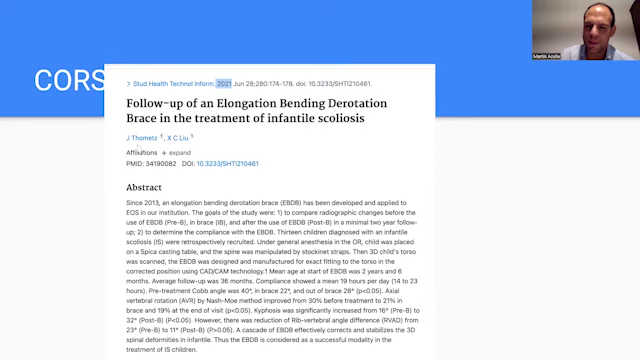 CORS
Martín Acuña
> Stud Health Technol Inform. 2021 Jun 28;280:174-178. doi: 10.3233/SHTI210461.
Follow-up of an Elongation Bending Derotation
Brace in the treatment of infantile scoliosis
J Thometz 1, X C Liu 1
Affiliations + expand
PMID: 34190082 DOI: 10.3233/SHTI210461
Abstract
Since 2013, an elongation bending derotation brace (EBDB) has been developed and applied to
EOS in our institution. The goals of the study were: 1) to compare radiographic changes before the
use of EBDB (Pre-B), in brace (IB), and after the use of EBDB (Post-B) in a minimal two year follow-
up; 2) to determine the compliance with the EBDB. Thirteen children diagnosed with an infantile
scoliosis (IS) were retrospectively recruited. Under general anesthesia in the OR, child was placed
on a Spica casting table, and the spine was manipulated by stockinet straps. Then 3D child's torso
was scanned, the EBDB was designed and manufactured for exact fitting to the torso in the
corrected position using CAD/CAM technology.1 Mean age at start of EBDB was 2 years and 6
months. Average follow-up was 36 months. Compliance showed a mean 19 hours per day (14 to 23
hours). Pre-treatment Cobb angle was 40°, in brace 22°, and out of brace 28° (p<0.05). Axial
vertebral rotation (AVR) by Nash-Moe method improved from 30% before treatment to 21% in
brace and 19% at the end of visit (p<0.05). Kyphosis was significantly increased from 16° (Pre-B) to
32° (Post-B) (P<0.05). However, there was reduction of Rib-vertebral angle difference (RVAD) from
23° (Pre-B) to 11° (Post-B) (P>0.05). A cascade of EBDB effectively corrects and stabilizes the 3D
spinal deformities in infantile. Thus the EBDB is considered as a successful modality in the
treatment of IS children.